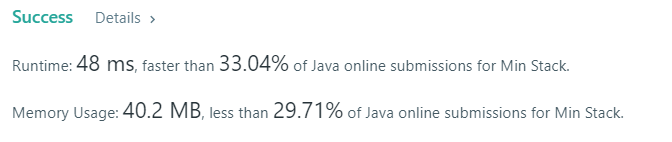 Success Details >
Runtime: 48 ms, faster than 33.04% of Java online submissions for Min Stack.
Memory Usage: 40.2 MB, less than 29.71% of Java online submissions for Min Stack.